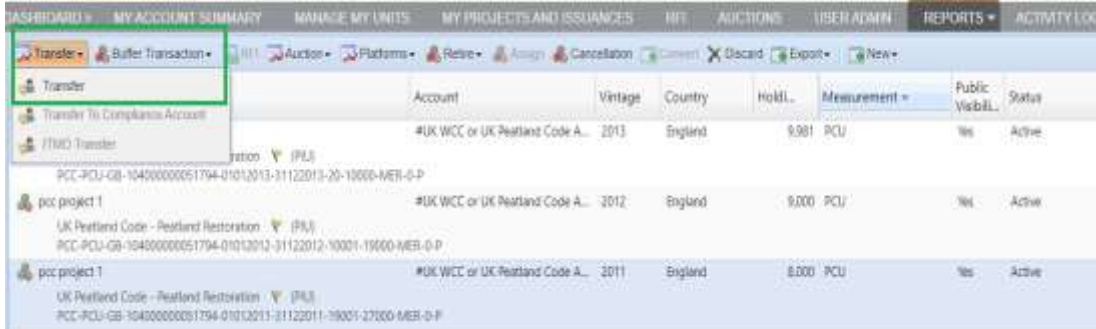 DASHBOARD MY ACCOUNT SUMMARY MANAGE MY UNITS MY PROJECTS AND ISSUANCES RFI AUCTIONS USER ADMIN REPORTS ACTIVITY LOG
Transfer Buffer Transaction RFI Auction Platforms Retire Assign Cancellation Convert Discard Export New
Transfer
Account Vintage Country Holdi... Measurement Public Visibili... Status
Transfer To Compliance Account
#UK WCC or UK Peatland Code A... 2013 England 9,981 PCU Yes Active
ITMO Transfer
ration (PIU)
PCC-PCU-GB-104000000051794-01012013-31122013-20-10000-MER-0-P
pcc project 1 #UK WCC or UK Peatland Code A... 2012 England 9,000 PCU Yes Active
UK Peatland Code - Peatland Restoration (PIU)
PCC-PCU-GB-104000000051794-01012012-31122012-10001-19000-MER-0-P
pcc project 1 #UK WCC or UK Peatland Code A... 2011 England 8,000 PCU Yes Active
UK Peatland Code - Peatland Restoration (PIU)
PCC-PCU-GB-104000000051794-01012011-31122011-19001-27000-MER-0-P